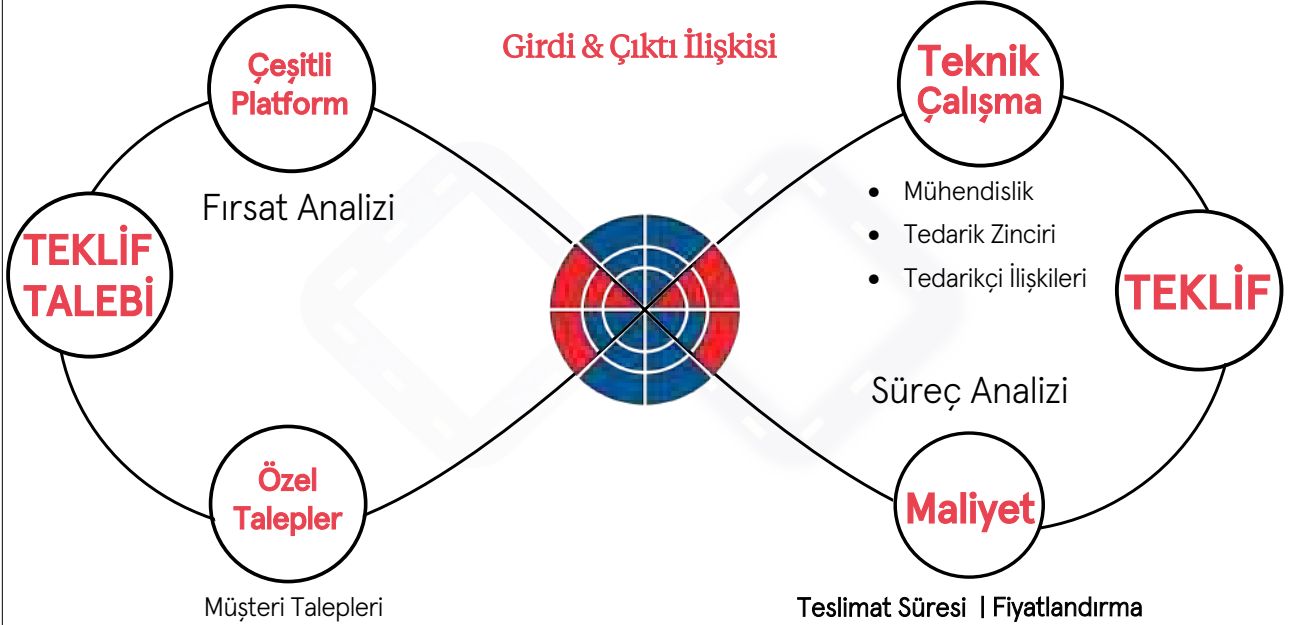 Girdi & Çıktı İlişkisi
Çeşitli
Platform
Fırsat Analizi
TEKLİF
TALEBİ
Özel
Talepler
Müşteri Talepleri
Teknik
Çalışma
• Mühendislik
• Tedarik Zinciri
• Tedarikçi İlişkileri
TEKLİF
Süreç Analizi
Maliyet
Teslimat Süresi | Fiyatlandırma